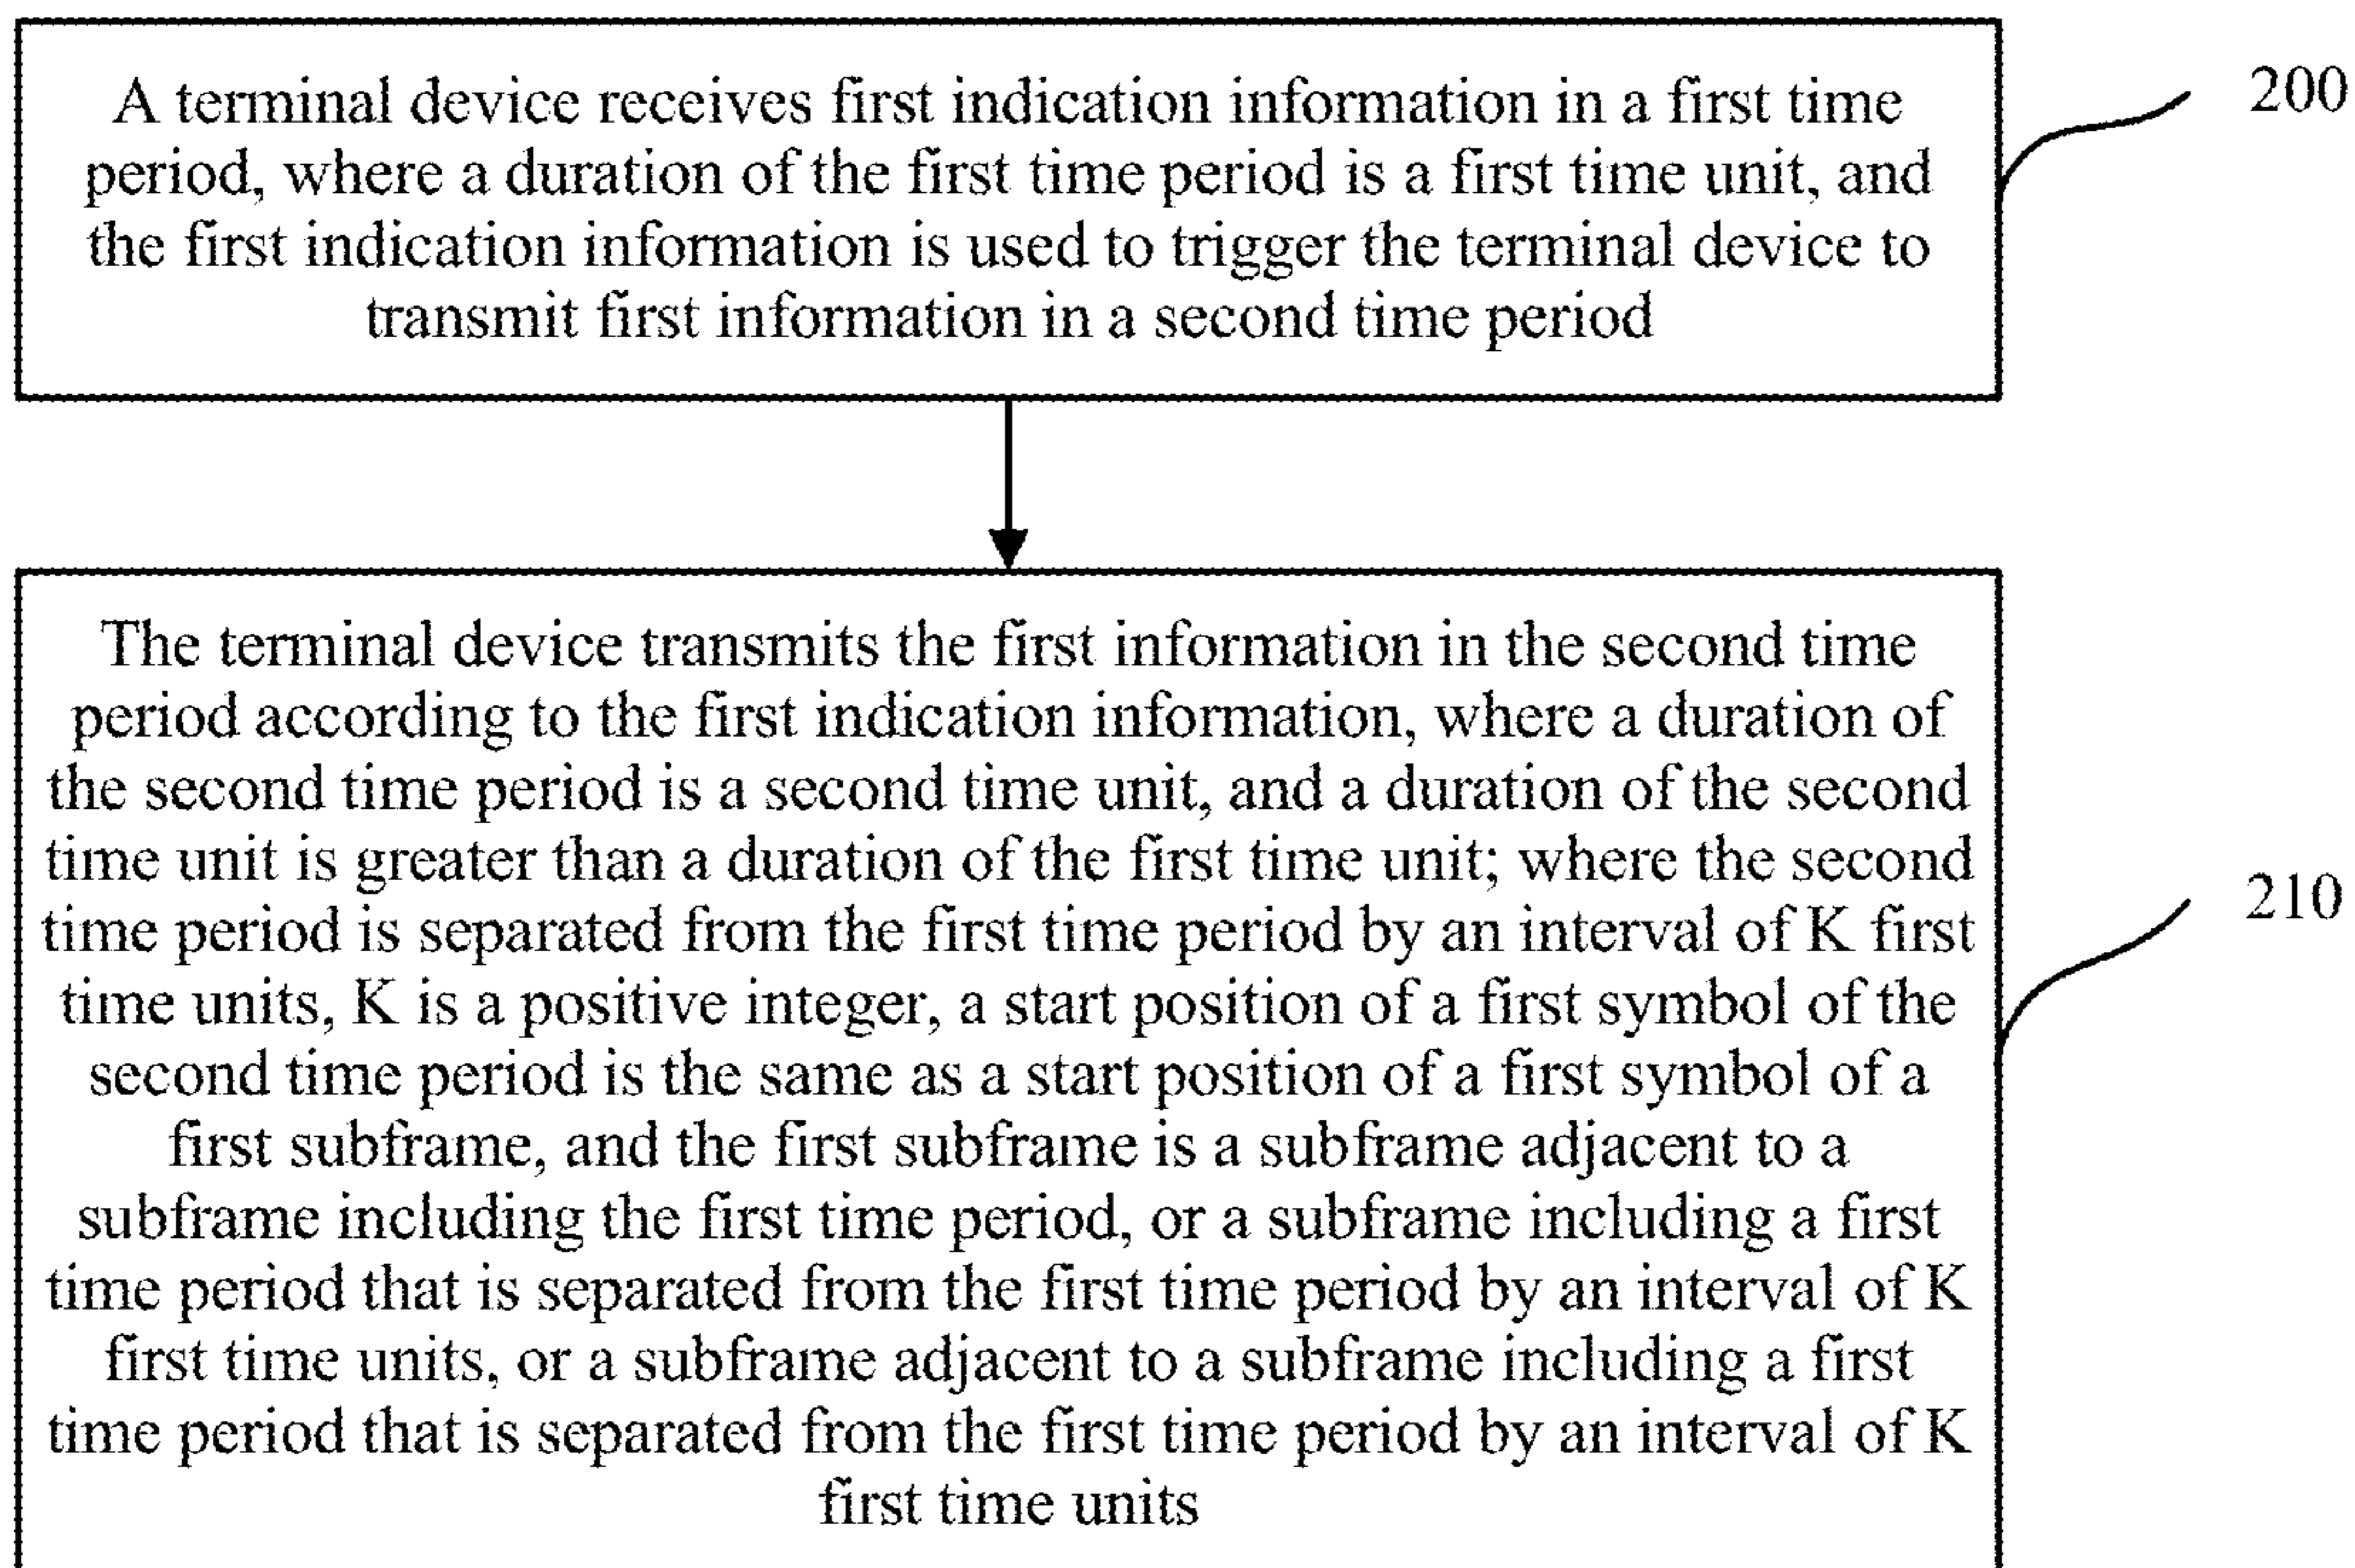 A terminal device receives first indication information in a first time
period, where a duration of the first time period is a first time unit, and
the first indication information is used to trigger the terminal device to
transmit first information in a second time period
200
The terminal device transmits the first information in the second time
period according to the first indication information, where a duration of
the second time period is a second time unit, and a duration of the second
time unit is greater than a duration of the first time unit; where the second
time period is separated from the first time period by an interval of K first
time units, K is a positive integer, a start position of a first symbol of the
second time period is the same as a start position of a first symbol of a
first subframe, and the first subframe is a subframe adjacent to a
subframe including the first time period, or a subframe including a first
time period that is separated from the first time period by an interval of K
first time units, or a subframe adjacent to a subframe including a first
time period that is separated from the first time period by an interval of K
first time units
210